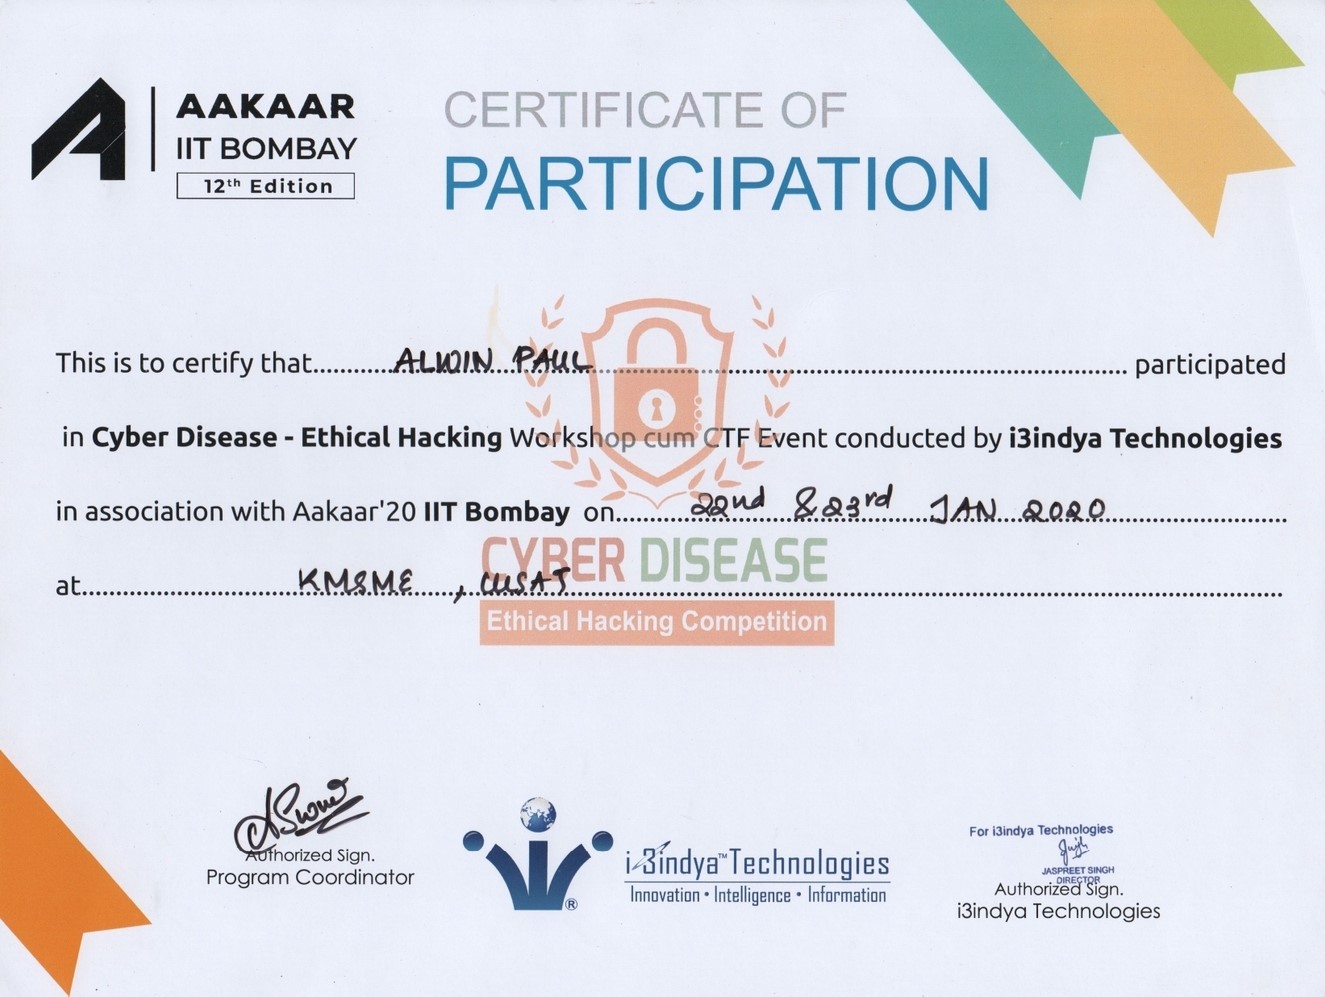 AAKAAR
IIT BOMBAY
12th Edition
CERTIFICATE OF
PARTICIPATION
This is to certify that ALWIN PAUL participated
in Cyber Disease - Ethical Hacking Workshop cum CTF Event conducted by i3indya Technologies
in association with Aakaar'20 IIT Bombay on 22nd & 23rd JAN 2020
at KMSME, CUSAT
CYBER DISEASE
Ethical Hacking Competition
Authorized Sign.
Program Coordinator
i3indya™Technologies
Innovation • Intelligence • Information
®
For i3indya Technologies
JASPREET SINGH
DIRECTOR
Authorized Sign.
i3indya Technologies